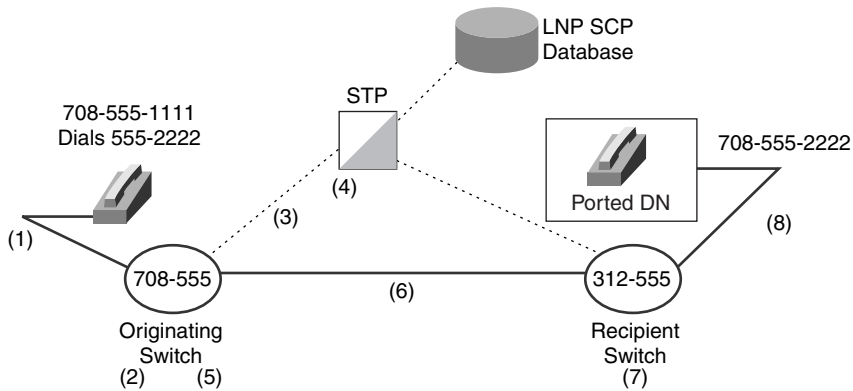 LNP SCP
Database
STP
708-555-1111
Dials 555-2222
708-555-2222
(4)
Ported DN
(3)
(1)
(8)
708-555
312-555
(6)
Originating
Switch
Recipient
Switch
(2)
(5)
(7)